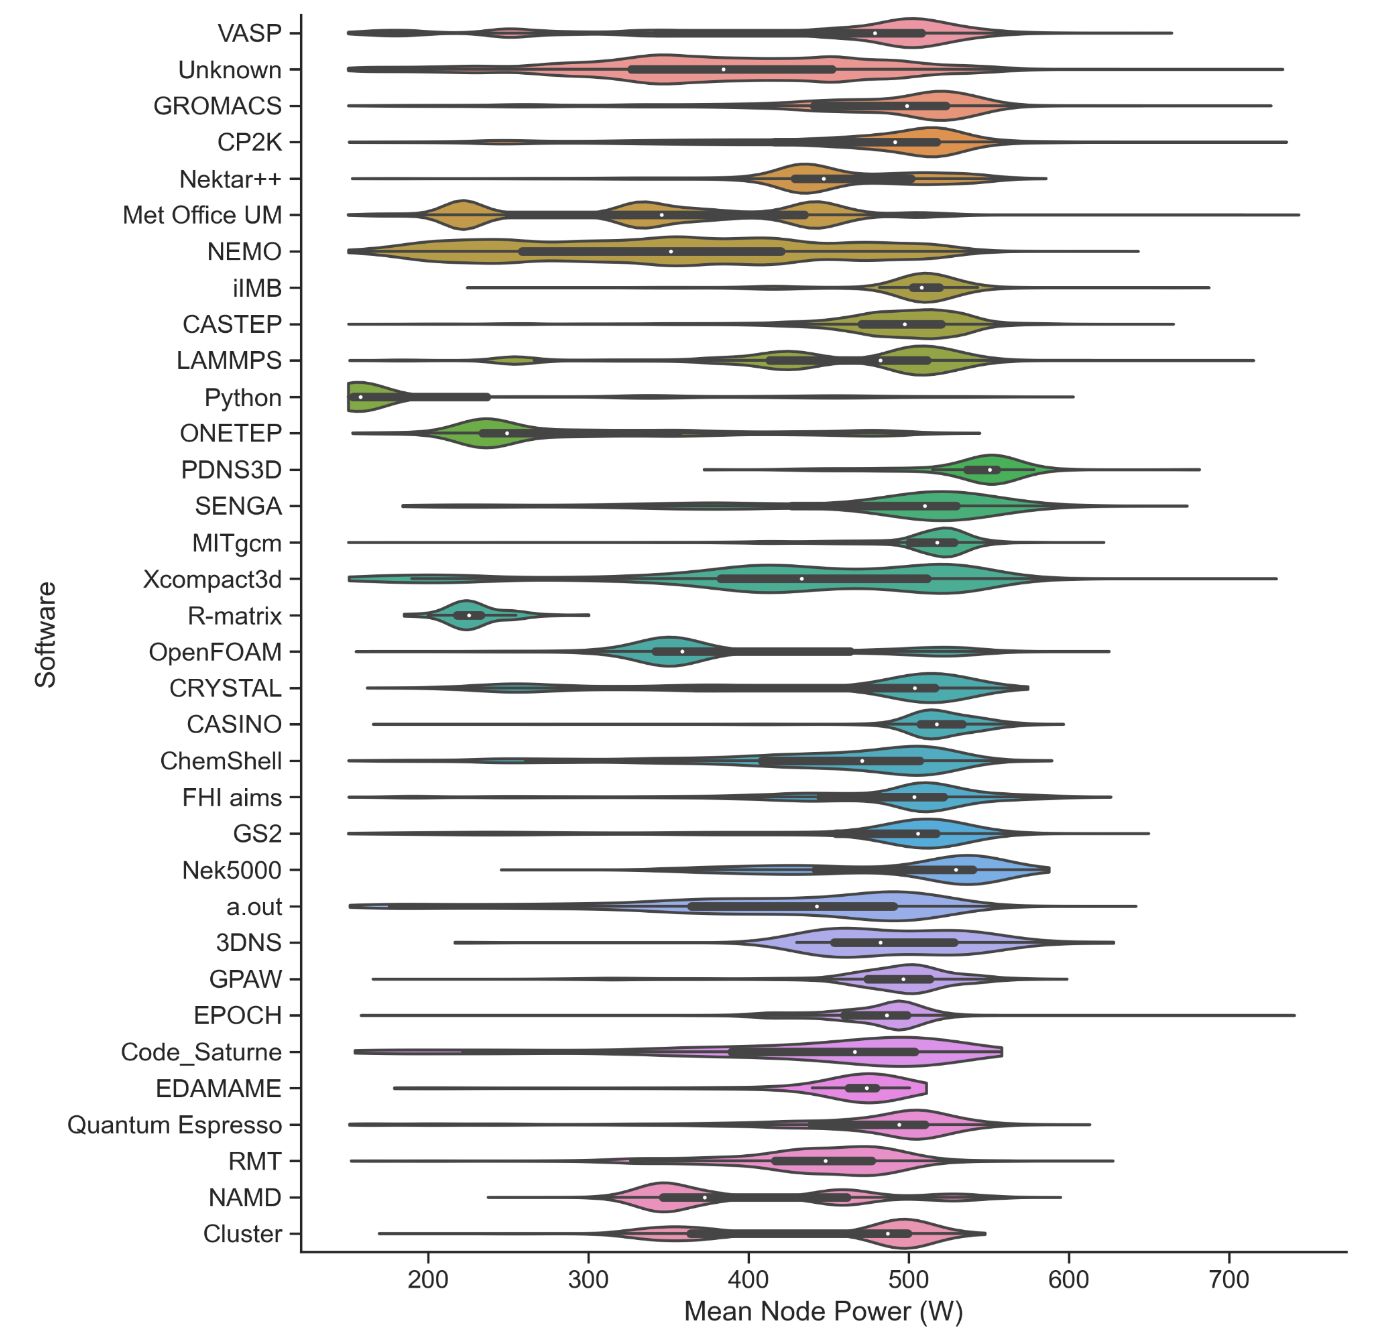 VASP
Unknown
GROMACS
CP2K
Nektar++
Met Office UM
NEMO
iIMB
CASTEP
LAMMPS
Python
ONETEP
PDNS3D
SENGA
MITgcm
Xcompact3d
R-matrix
OpenFOAM
CRYSTAL
CASINO
ChemShell
FHI aims
GS2
Nek5000
a.out
3DNS
GPAW
EPOCH
Code_Saturne
EDAMAME
Quantum Espresso
RMT
NAMD
Cluster
Software
200 300 400 500 600 700
Mean Node Power (W)